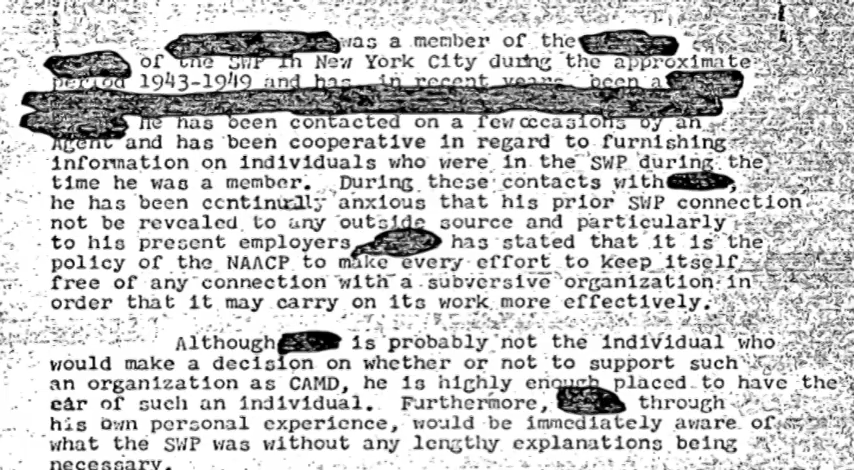 was a member of the
of the SWP in New York City during the approximate
period 1943-1949 and has in recent years been a
He has been contacted on a few occasions by an
Agent and has been cooperative in regard to furnishing
information on individuals who were in the SWP during the
time he was a member. During these contacts with ,
he has been continually anxious that his prior SWP connection
not be revealed to any outside source and particularly
to his present employers. has stated that it is the
policy of the NAACP to make every effort to keep itself
free of any connection with a subversive organization in
order that it may carry on its work more effectively.
Although is probably not the individual who
would make a decision on whether or not to support such
an organization as CAMD, he is highly enough placed to have the
ear of such an individual. Furthermore, through
his own personal experience, would be immediately aware of
what the SWP was without any lengthy explanations being
necessary.